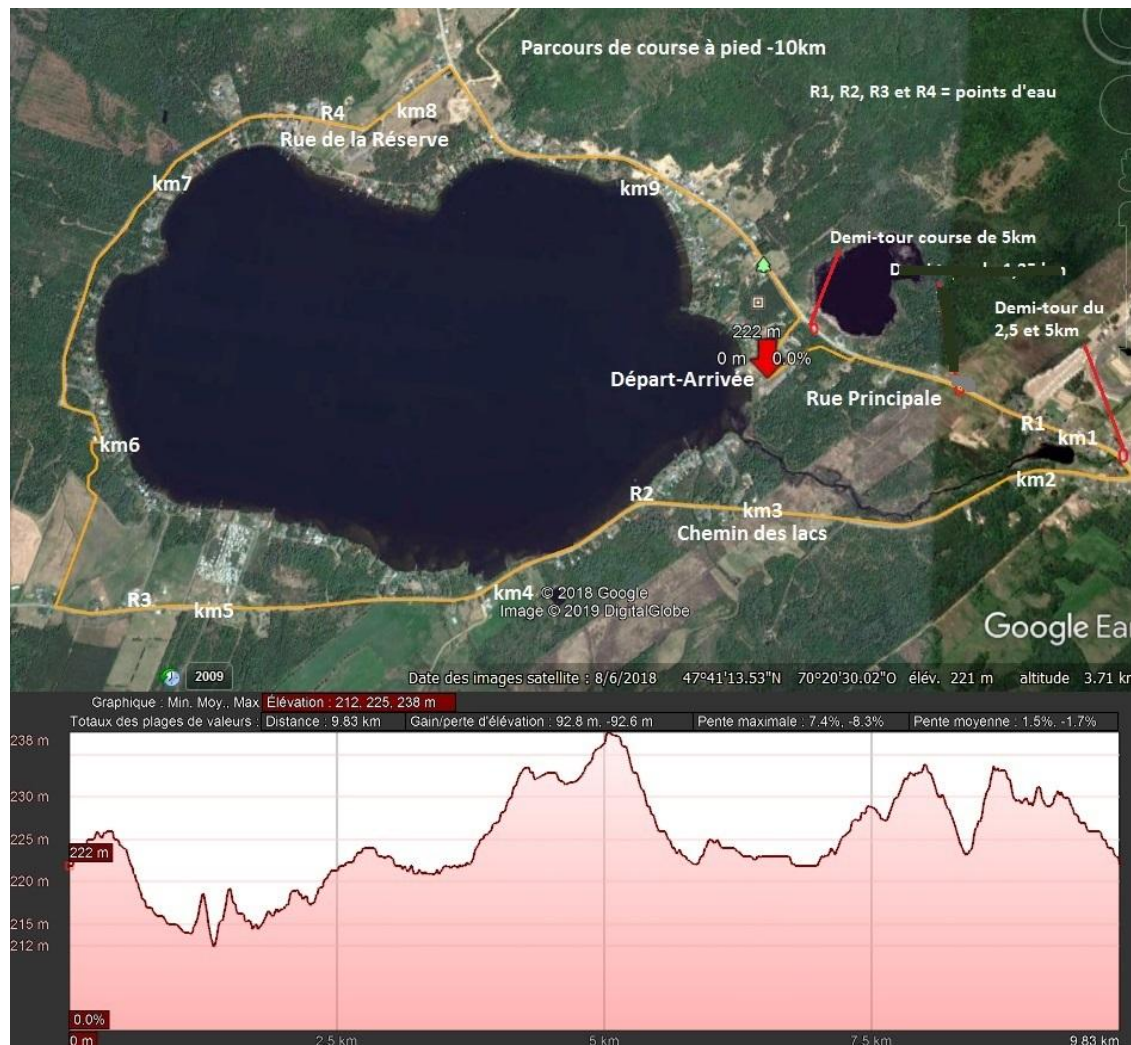 Parcours de course à pied -10km
R1, R2, R3 et R4 = points d'eau
R4
km8
Rue de la Réserve
km7
km9
Demi-tour course de 5km
Demi-tour du
2,5 et 5km
222 m
0 m
0.0%
Départ-Arrivée
Rue Principale
R1
km1
km6
km2
R2
km3
Chemin des lacs
km4
© 2018 Google
Image © 2019 DigitalGlobe
R3
km5
Google Ear
2009
Date des images satellite : 8/6/2018 47°41'13.53"N 70°20'30.02"O élév. 221 m altitude 3.71 km
Graphique : Min. Moy., Max Élévation : 212, 225, 238 m
Totaux des plages de valeurs : Distance : 9.83 km Gain/perte d'élévation : 92.8 m, -92.6 m Pente maximale : 7.4%, -8.3% Pente moyenne : 1.5%, -1.7%
238 m
230 m
225 m
222 m
220 m
215 m
212 m
0.0%
0 m 2.5 km 5 km 7.5 km 9.83 km